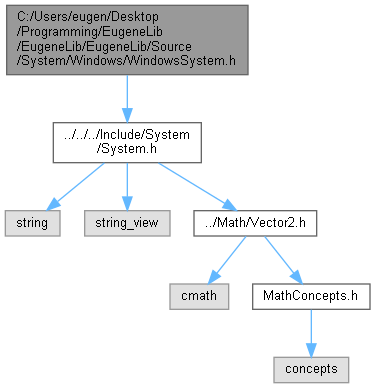 C:/Users/eugen/Desktop
/Programming/EugeneLib
/EugeneLib/EugeneLib/Source
/System/Windows/WindowsSystem.h
../../../Include/System
/System.h
string
string_view
../Math/Vector2.h
cmath
MathConcepts.h
concepts